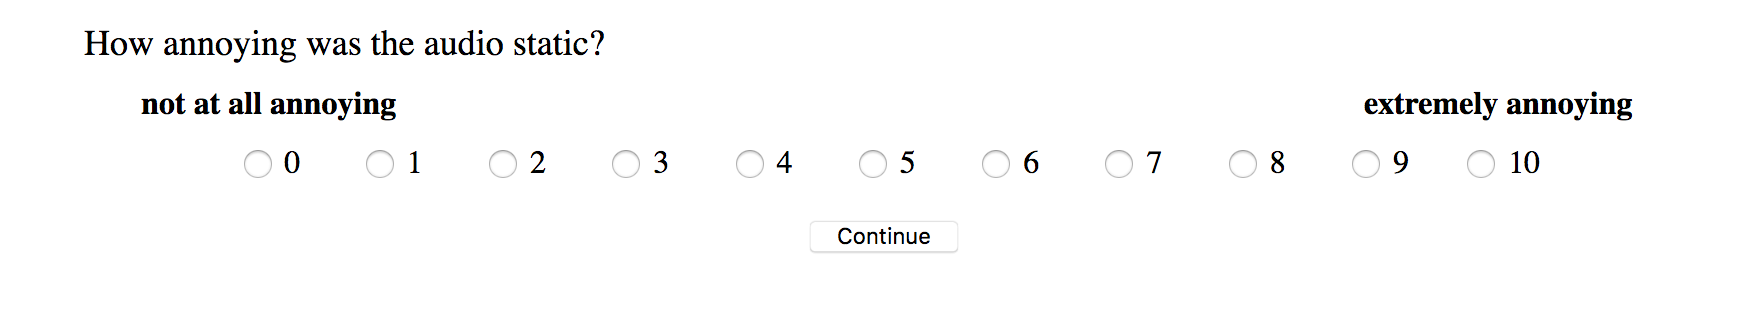 How annoying was the audio static?
not at all annoying extremely annoying
0 1 2 3 4 5 6 7 8 9 10
Continue